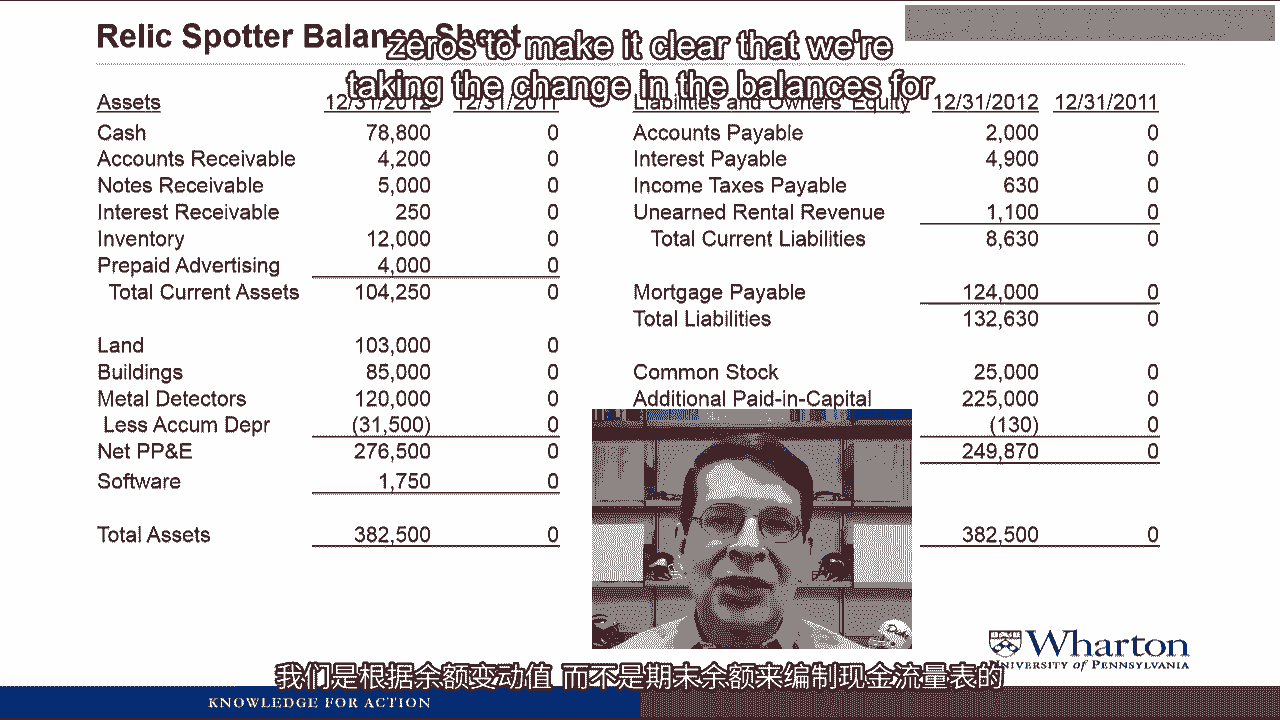 Relic Spotter Balance Sheet
zeros to make it clear that we're
taking the change in the balances for
Assets 12/31/2012 12/31/2011
Cash 78,800 0
Accounts Receivable 4,200 0
Notes Receivable 5,000 0
Interest Receivable 250 0
Inventory 12,000 0
Prepaid Advertising 4,000 0
Total Current Assets 104,250 0
Land 103,000 0
Buildings 85,000 0
Metal Detectors 120,000 0
Less Accum Depr (31,500) 0
Net PP&E 276,500 0
Software 1,750 0
Total Assets 382,500 0
Liabilities and Owners' Equity 12/31/2012 12/31/2011
Accounts Payable 2,000 0
Interest Payable 4,900 0
Income Taxes Payable 630 0
Unearned Rental Revenue 1,100 0
Total Current Liabilities 8,630 0
Mortgage Payable 124,000 0
Total Liabilities 132,630 0
Common Stock 25,000 0
Additional Paid-in-Capital 225,000 0
(130) 0
249,870 0
382,500 0
Wharton
UNIVERSITY of PENNSYLVANIA
我们是根据余额变动值 而不是期末余额来编制现金流量表的
KNOWLEDGE FOR ACTION